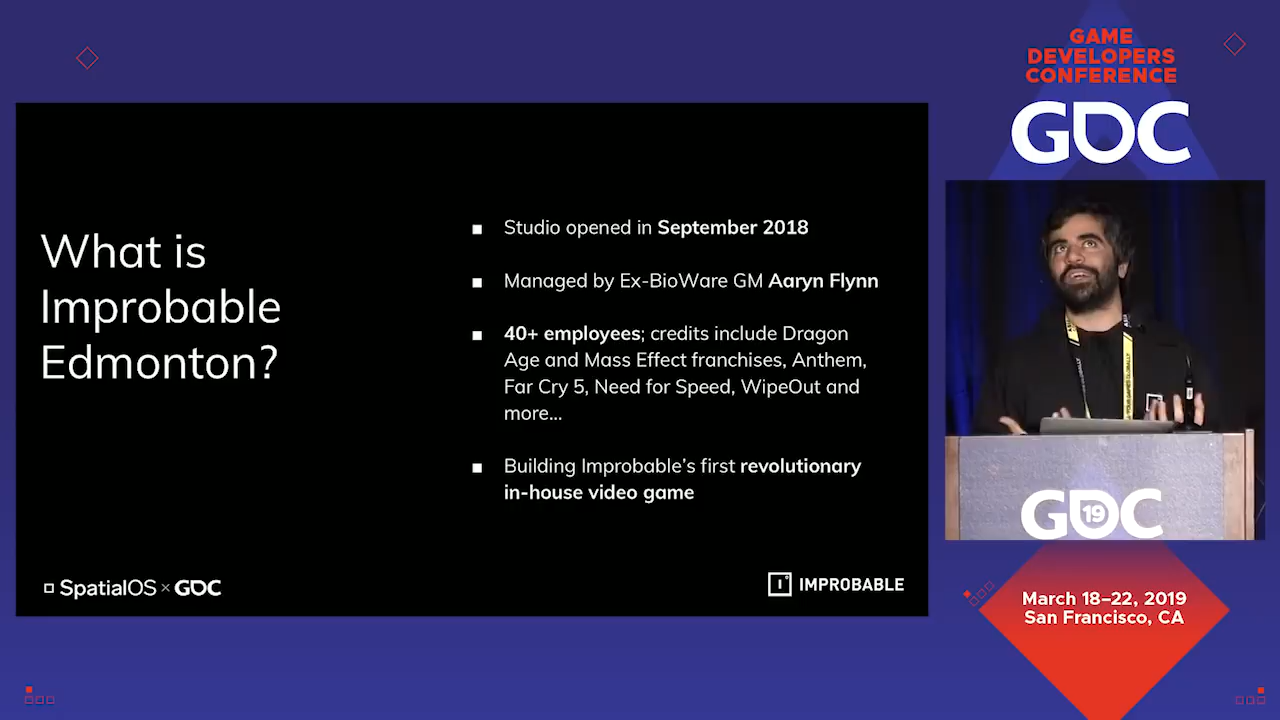 GAME
DEVELOPERS
CONFERENCE
GDC
What is
Improbable
Edmonton?
Studio opened in September 2018
Managed by Ex-BioWare GM Aaryn Flynn
40+ employees; credits include Dragon
Age and Mass Effect franchises, Anthem,
Far Cry 5, Need for Speed, WipeOut and
more...
Building Improbable's first revolutionary
in-house video game
SpatialOS × GDC
IMPROBABLE
GDC 19
March 18–22, 2019
San Francisco, CA